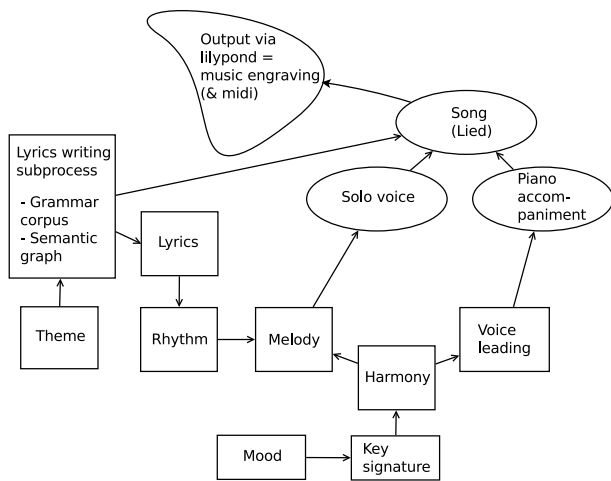 Output via
lilypond =
music engraving
(& midi)
Song
(Lied)
Lyrics writing
subprocess
- Grammar
corpus
- Semantic
graph
Solo voice
Piano
accom-
paniment
Lyrics
Theme
Rhythm
Melody
Voice
leading
Harmony
Mood
Key
signature